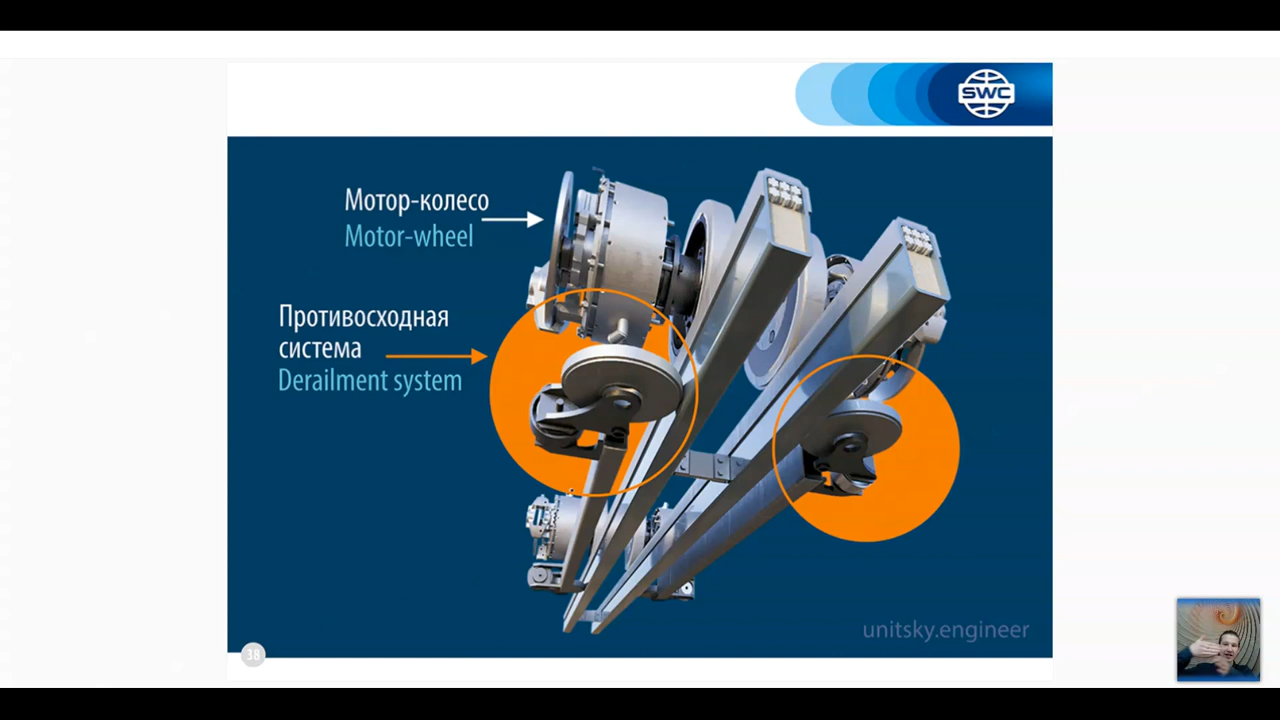 SWC
Мотор-колесо
Motor-wheel
Противосходная
система
Derailment system
unitsky.engineer
38